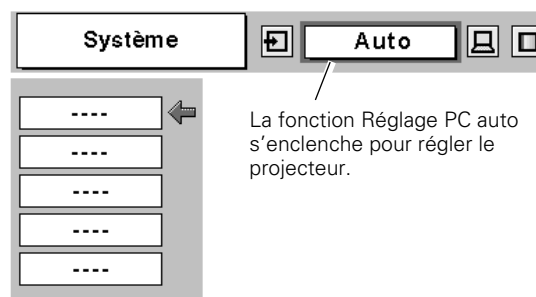 Système
Auto
----
----
----
----
----
La fonction Réglage PC auto
s’enclenche pour régler le
projecteur.